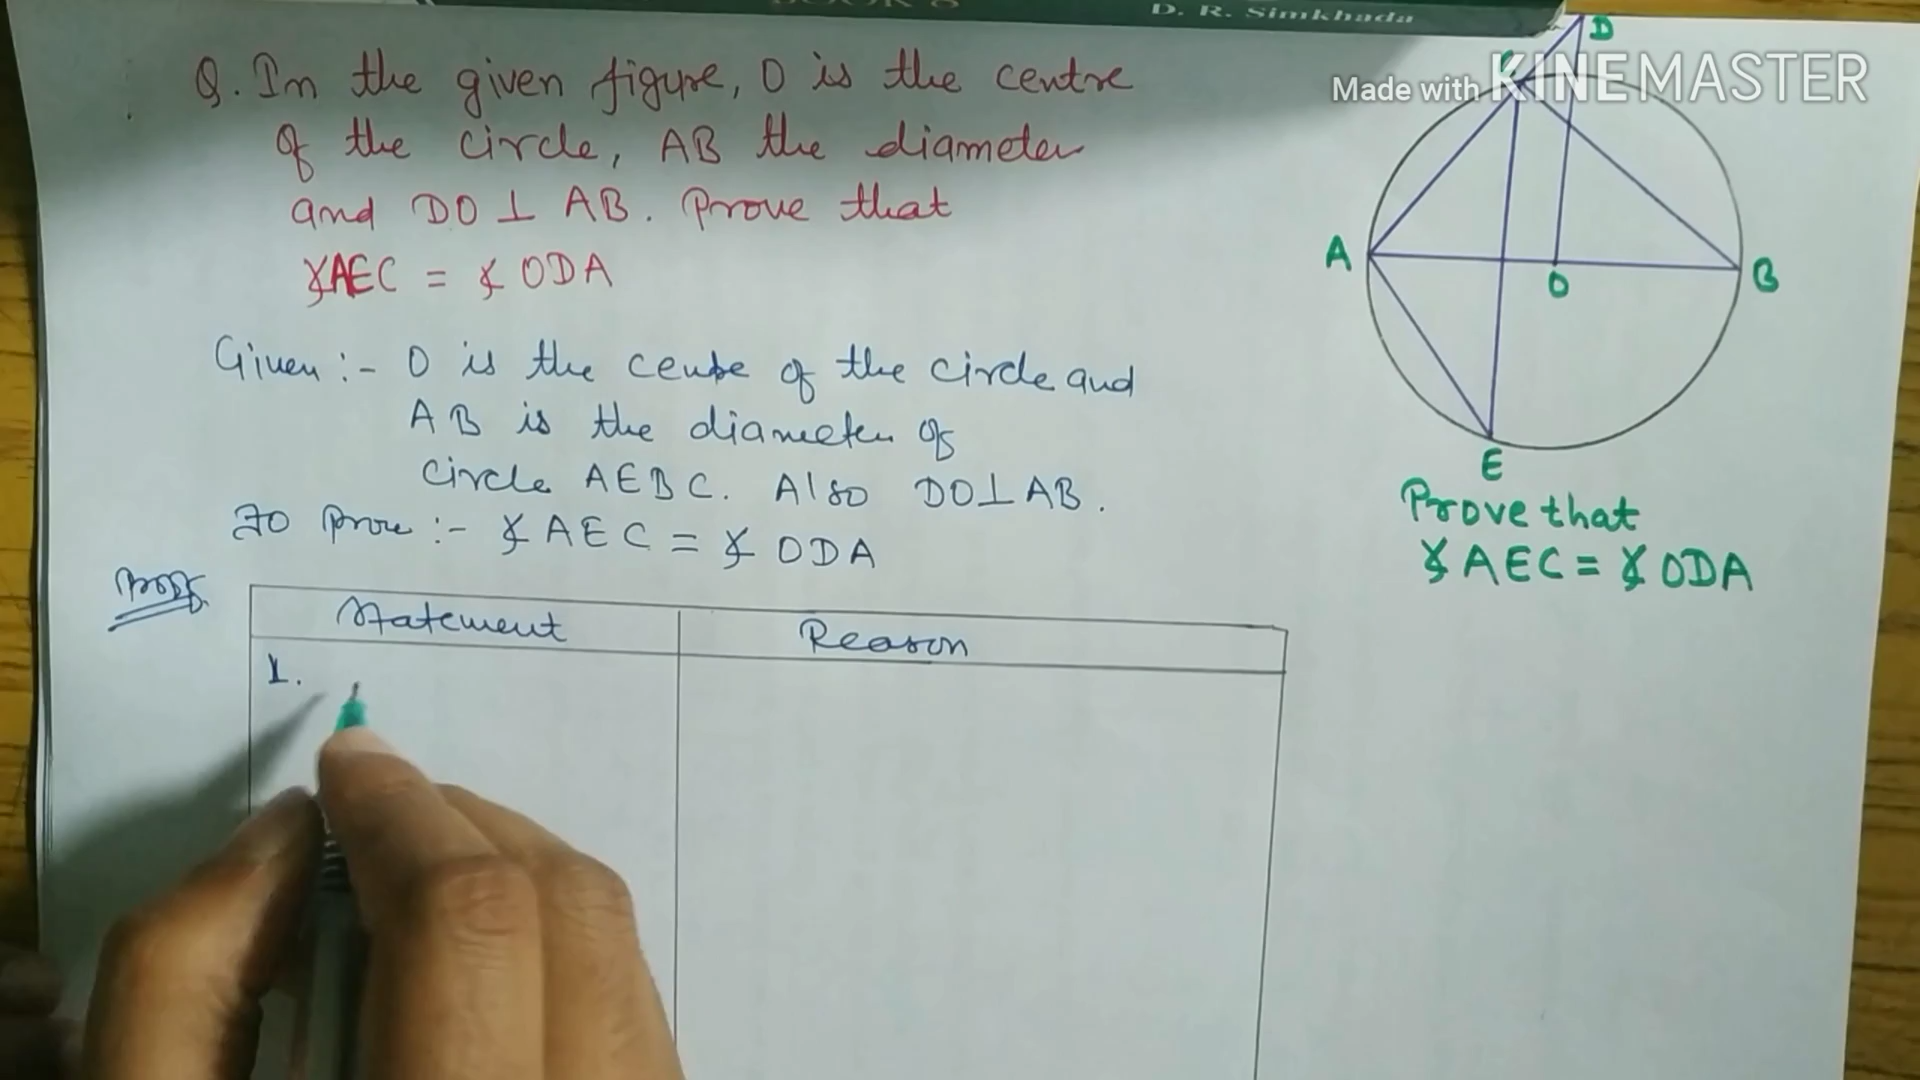 D. R. Simkhada
Made with KINEMASTER
Q. In the given figure, O is the centre
of the circle, AB the diameter
and DO ⊥ AB. Prove that
∡AEC = ∡ ODA
Given :- O is the centre of the circle and
AB is the diameter of
circle AEBC. Also DO⊥AB.
To prove :- ∡ AEC = ∡ ODA
Proof
Statement
Reason
1.
D
C
A
O
B
E
Prove that
∡ AEC = ∡ ODA